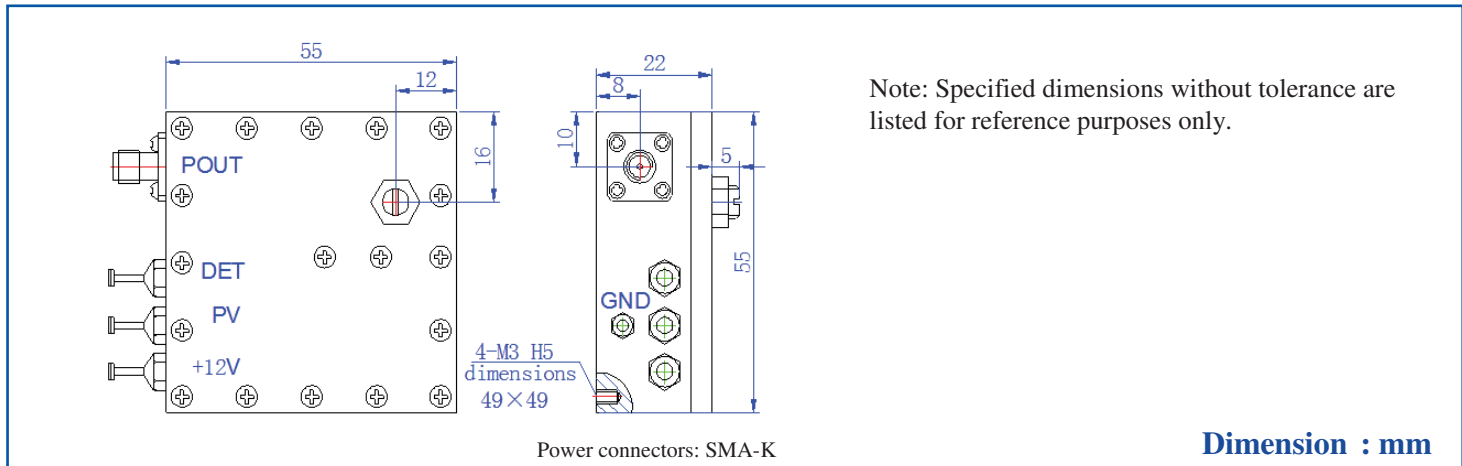 55
12
16
POUT
DET
PV
+12V
22
8
10
5
55
GND
4-M3 H5
dimensions
49×49
Note: Specified dimensions without tolerance are
listed for reference purposes only.
Power connectors: SMA-K
Dimension : mm